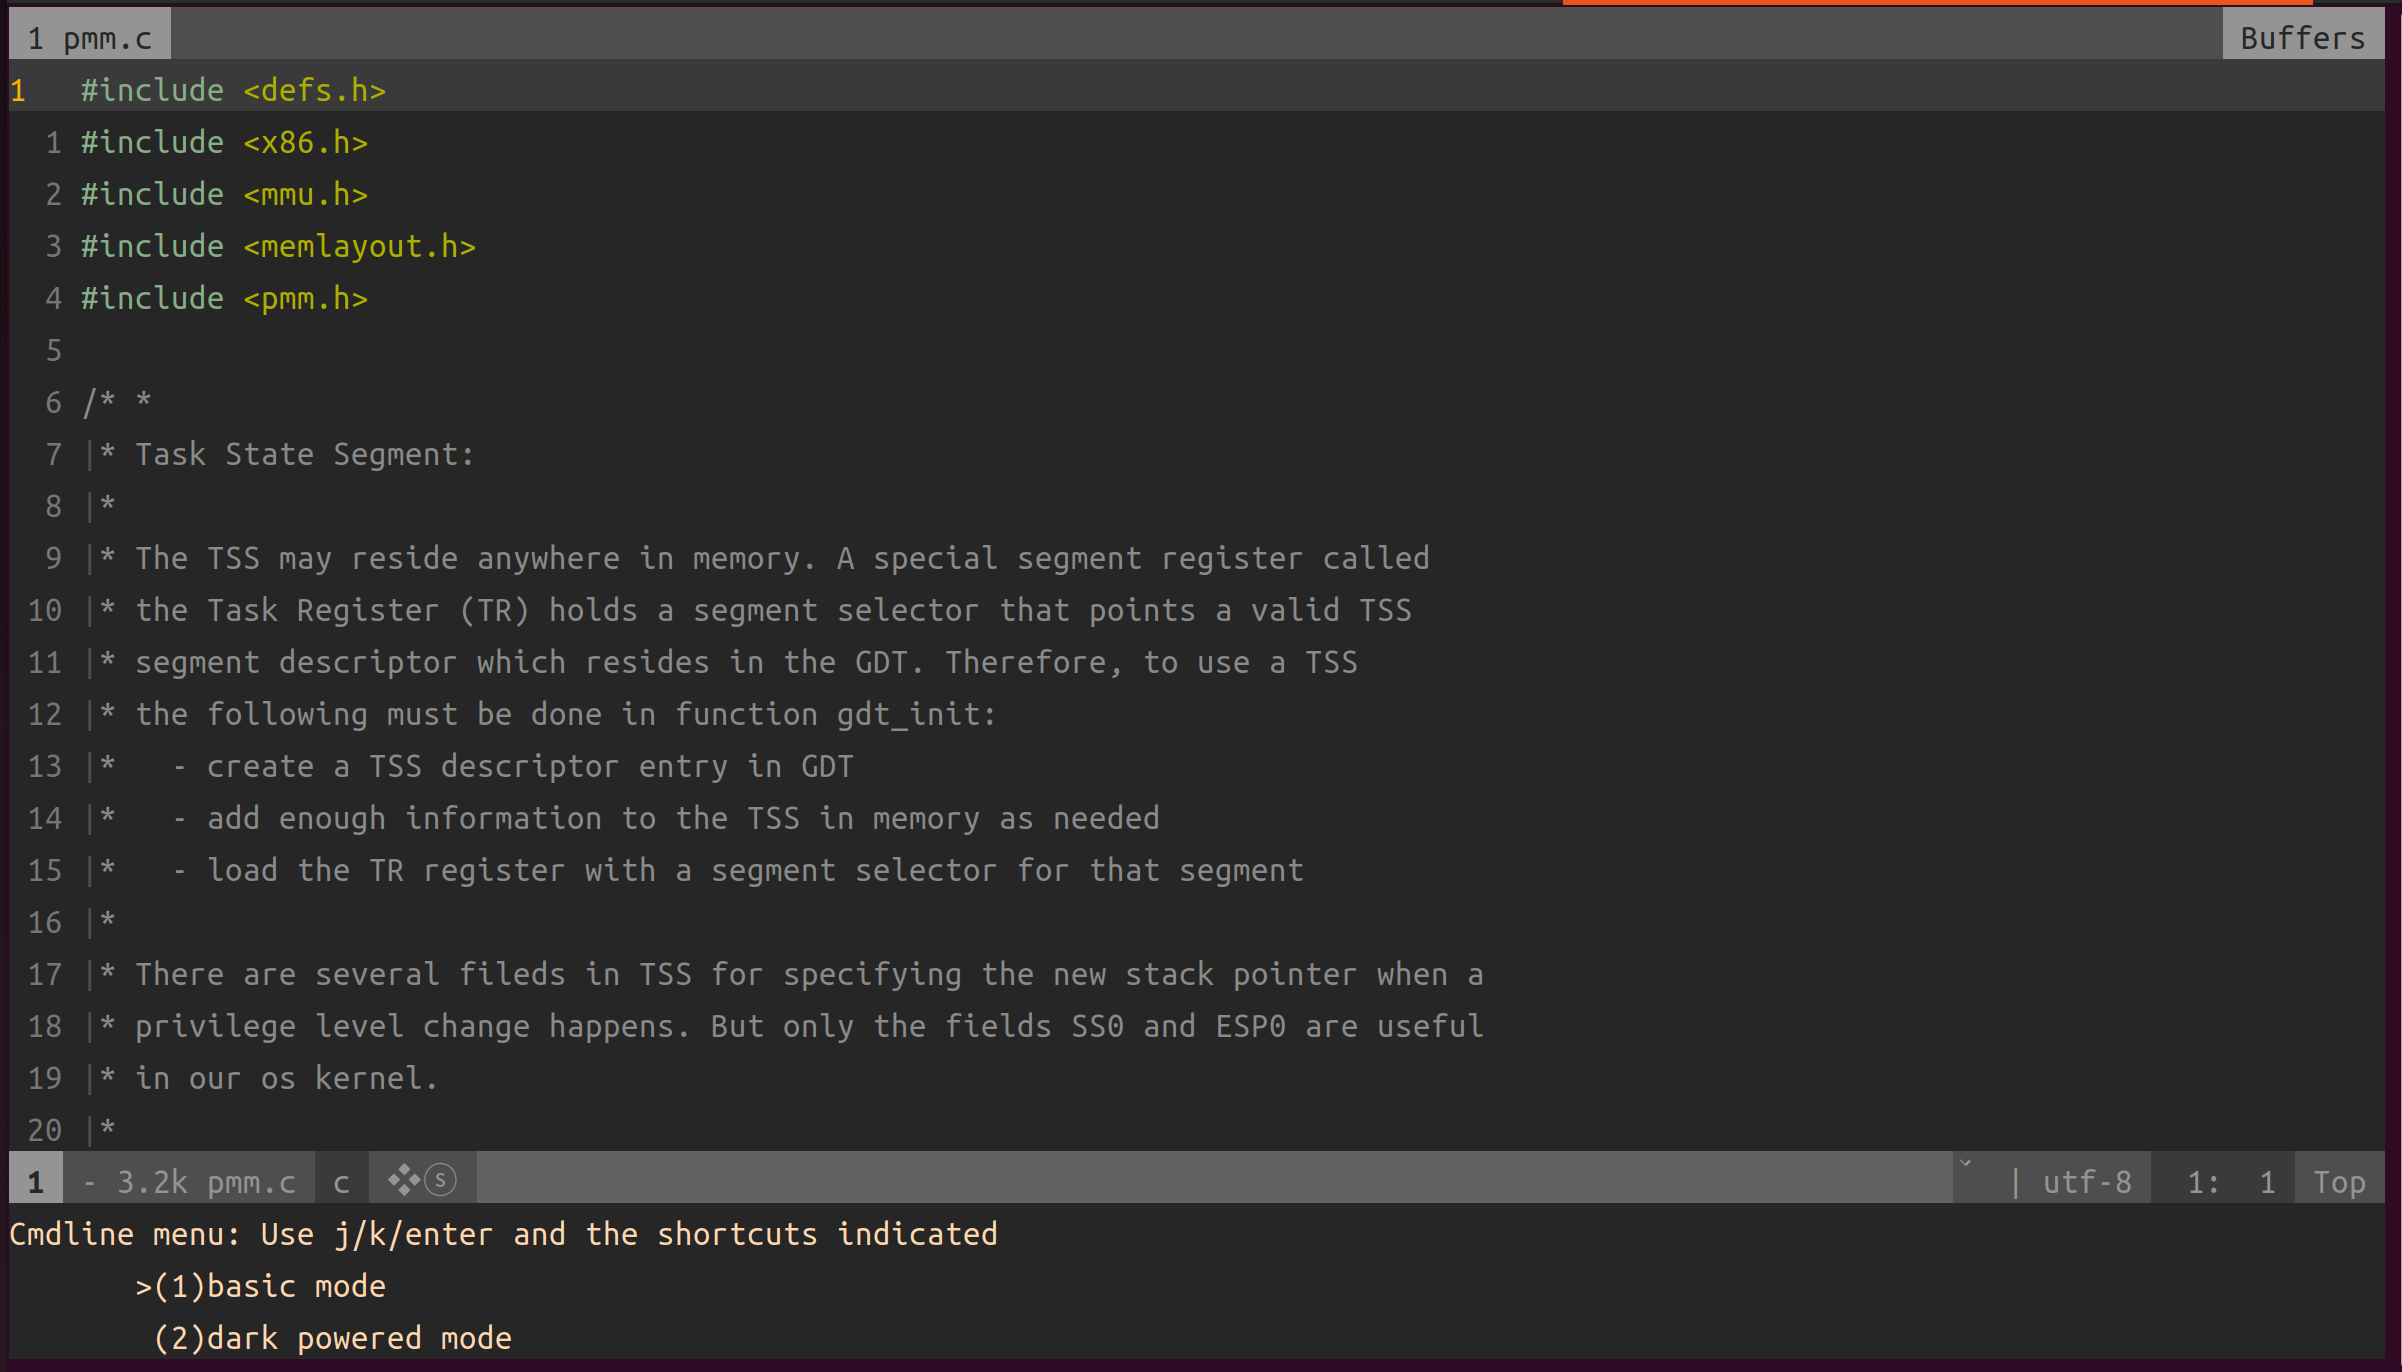 1 pmm.c Buffers
1 #include <defs.h>
1 #include <x86.h>
2 #include <mmu.h>
3 #include <memlayout.h>
4 #include <pmm.h>
5
6 /* *
7 |* Task State Segment:
8 |*
9 |* The TSS may reside anywhere in memory. A special segment register called
10 |* the Task Register (TR) holds a segment selector that points a valid TSS
11 |* segment descriptor which resides in the GDT. Therefore, to use a TSS
12 |* the following must be done in function gdt_init:
13 |*   - create a TSS descriptor entry in GDT
14 |*   - add enough information to the TSS in memory as needed
15 |*   - load the TR register with a segment selector for that segment
16 |*
17 |* There are several fileds in TSS for specifying the new stack pointer when a
18 |* privilege level change happens. But only the fields SS0 and ESP0 are useful
19 |* in our os kernel.
20 |*
1 - 3.2k pmm.c c ❖Ⓢ | utf-8 1: 1 Top
Cmdline menu: Use j/k/enter and the shortcuts indicated
>(1)basic mode
(2)dark powered mode